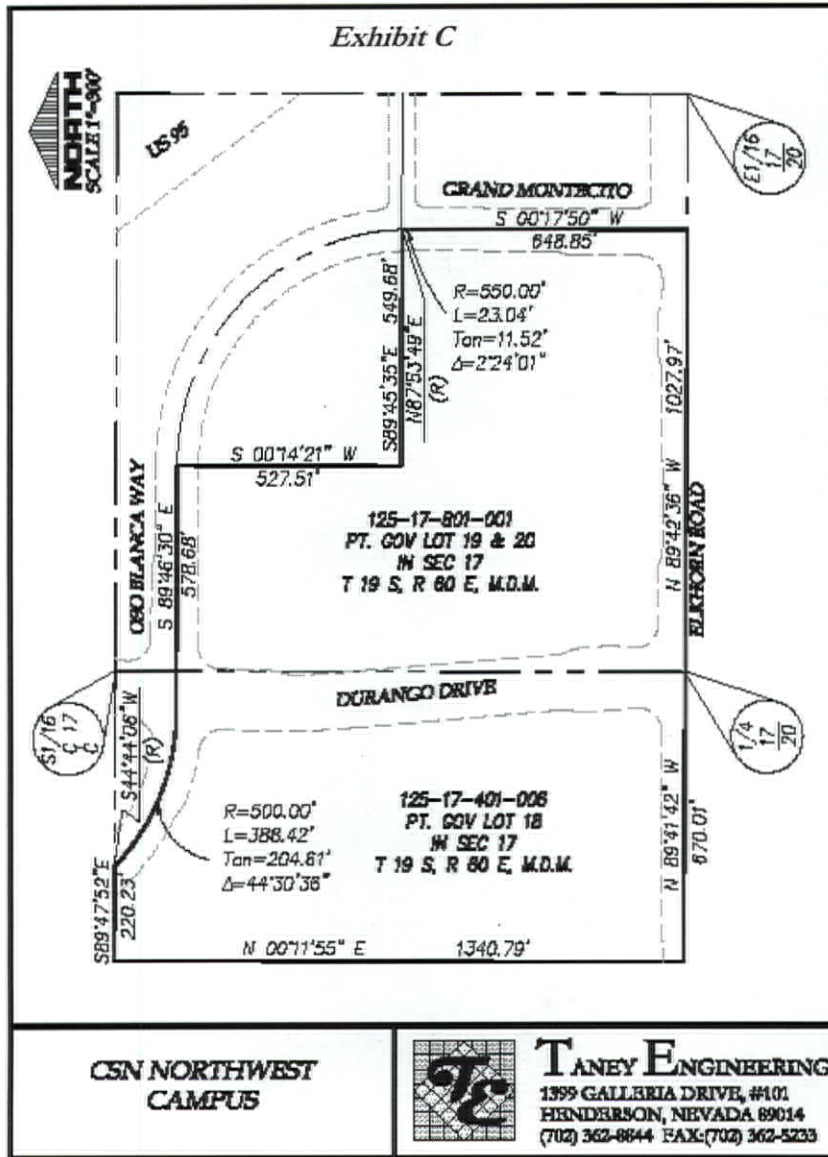 Exhibit C
NORTH
US 95
E1/16
17
20
GRAND MONTECITO
S 00°17'50" W
648.85'
R=550.00'
L=23.04'
Tan=11.52'
Δ=2°24'01"
S89°45'35"E 549.68'
N87°53'49"E
(R)
S 00°14'21" W
527.51'
OSO BLANCA WAY
S 89°46'30" E
578.68'
125-17-801-001
PT. GOV LOT 19 & 20
IN SEC 17
T 19 S, R 60 E, M.D.M.
N 89°42'36" W 1027.97'
ELKHORN ROAD
DURANGO DRIVE
S1/16
C 17
C
S44°44'06"W
(R)
1/4
17
20
R=500.00'
L=388.42'
Tan=204.61'
Δ=44°30'36"
125-17-401-006
PT. GOV LOT 18
IN SEC 17
T 19 S, R 60 E, M.D.M.
N 89°41'42" W
670.01'
S89°47'52"E
220.23'
N 00°11'55" E 1340.79'
CSN NORTHWEST
CAMPUS
TE
TANEY ENGINEERING
1399 GALLERIA DRIVE, #101
HENDERSON, NEVADA 89014
(702) 362-8844 FAX:(702) 362-5233